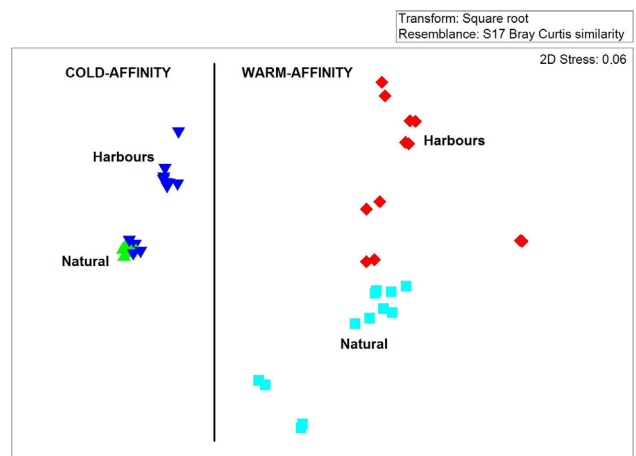 Transform: Square root
Resemblance: S17 Bray Curtis similarity
2D Stress: 0.06
COLD-AFFINITY
WARM-AFFINITY
Harbours
Harbours
Natural
Natural